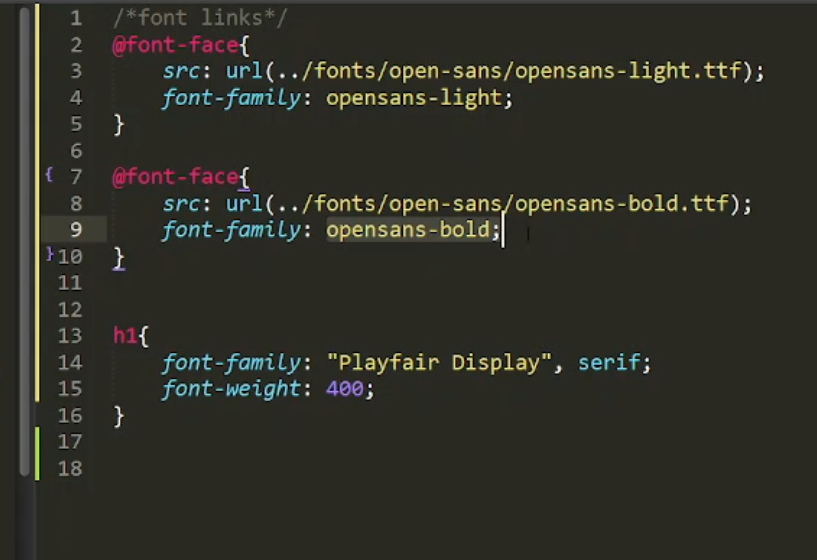 1 /*font links*/
2 @font-face{
3 src: url(../fonts/open-sans/opensans-light.ttf);
4 font-family: opensans-light;
5 }
6
{ 7 @font-face{
8 src: url(../fonts/open-sans/opensans-bold.ttf);
9 font-family: opensans-bold;
}10 }
11
12
13 h1{
14 font-family: "Playfair Display", serif;
15 font-weight: 400;
16 }
17
18